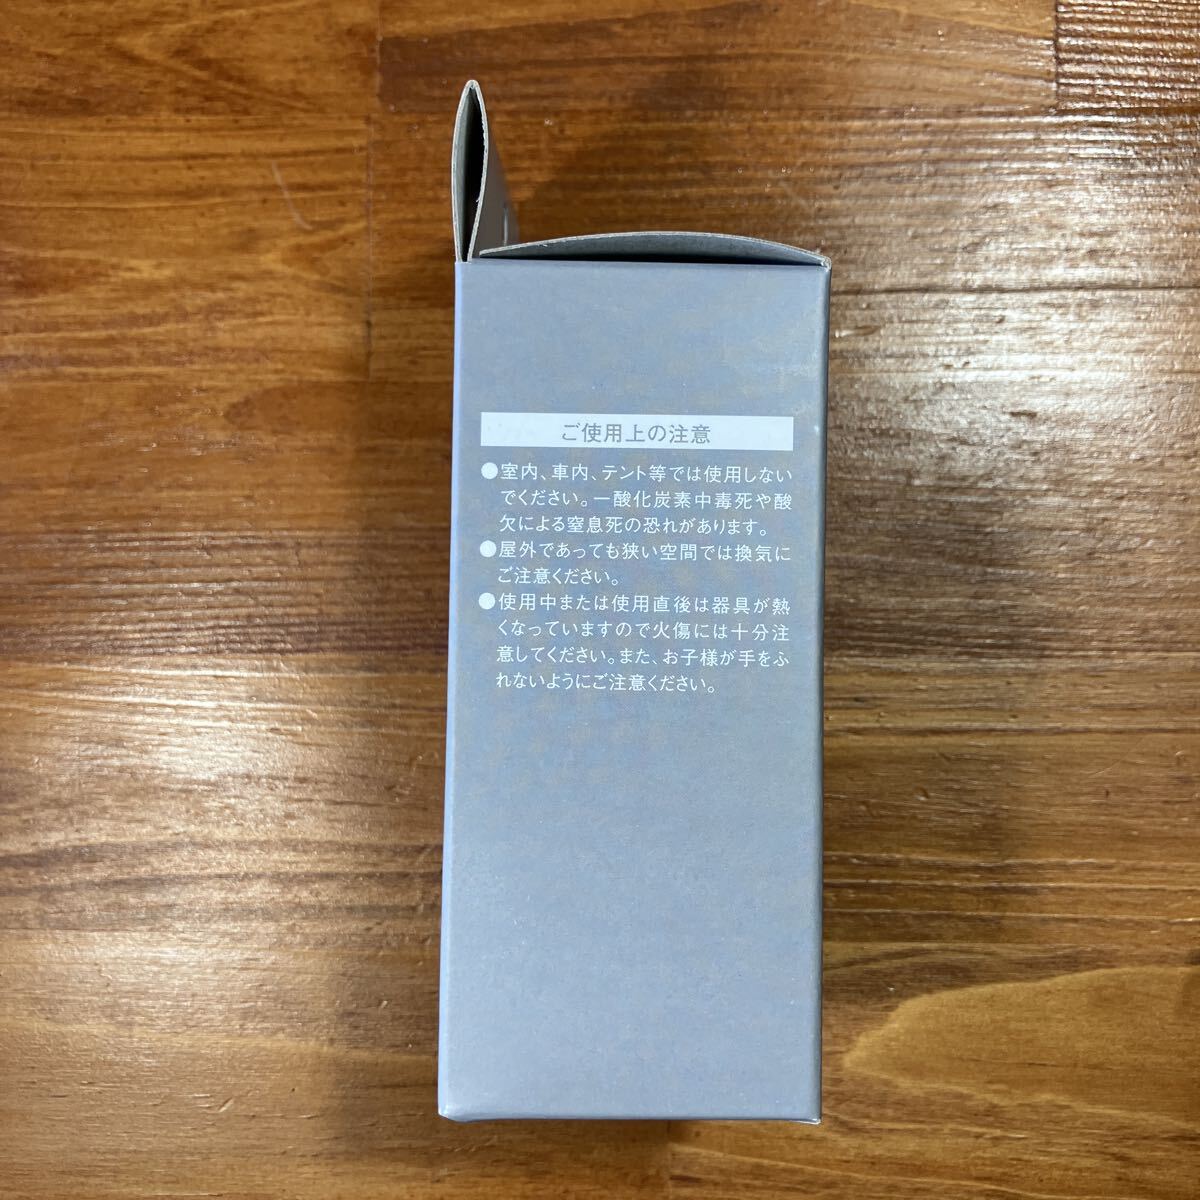 ご使用上の注意
●室内、車内、テント等では使用しない
でください。一酸化炭素中毒死や酸
欠による窒息死の恐れがあります。
●屋外であっても狭い空間では換気に
ご注意ください。
●使用中または使用直後は器具が熱
くなっていますので火傷には十分注
意してください。また、お子様が手をふ
れないようにご注意ください。